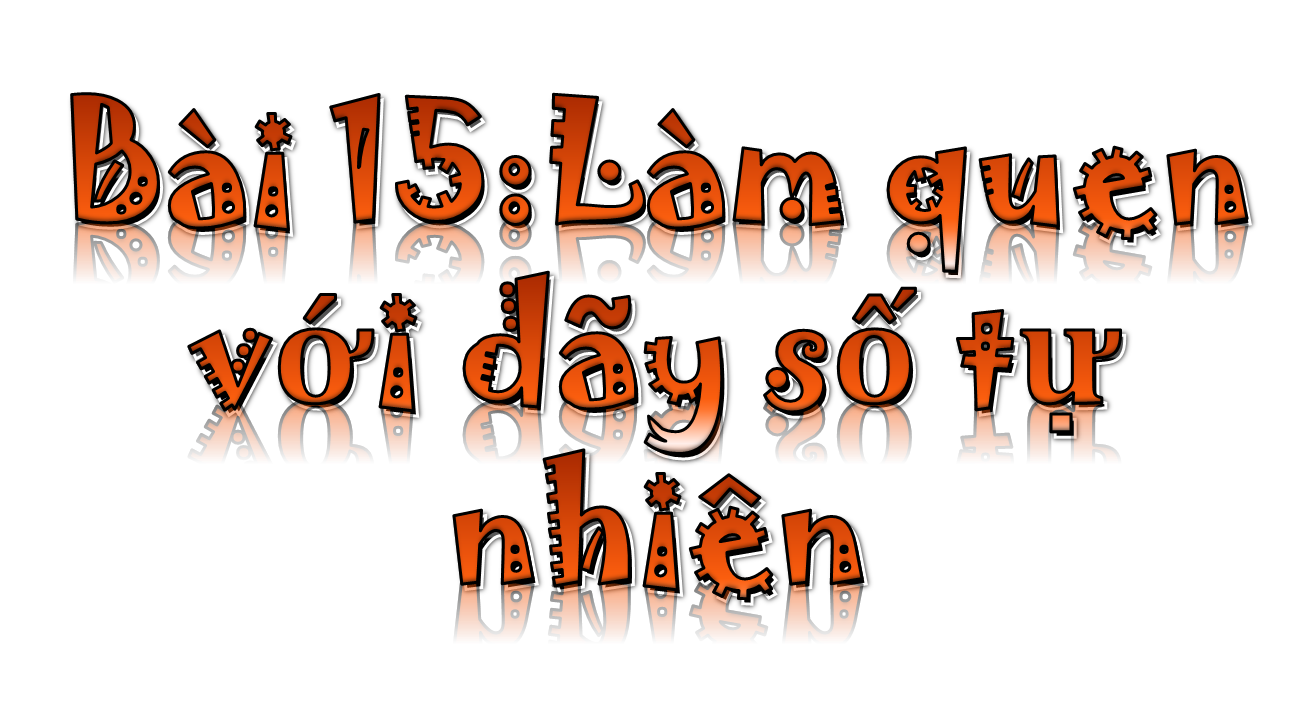 Bài 15:Làm quen
với dãy số tự
nhiên